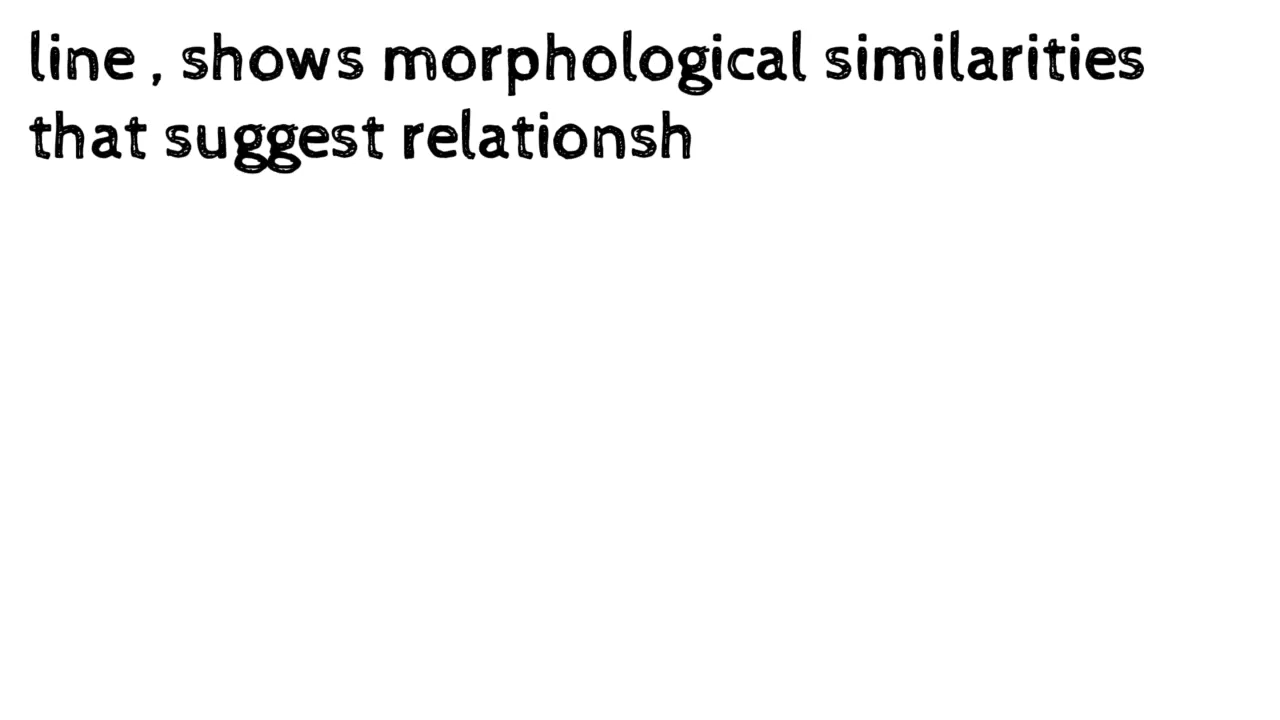 line , shows morphological similarities
that suggest relationsh